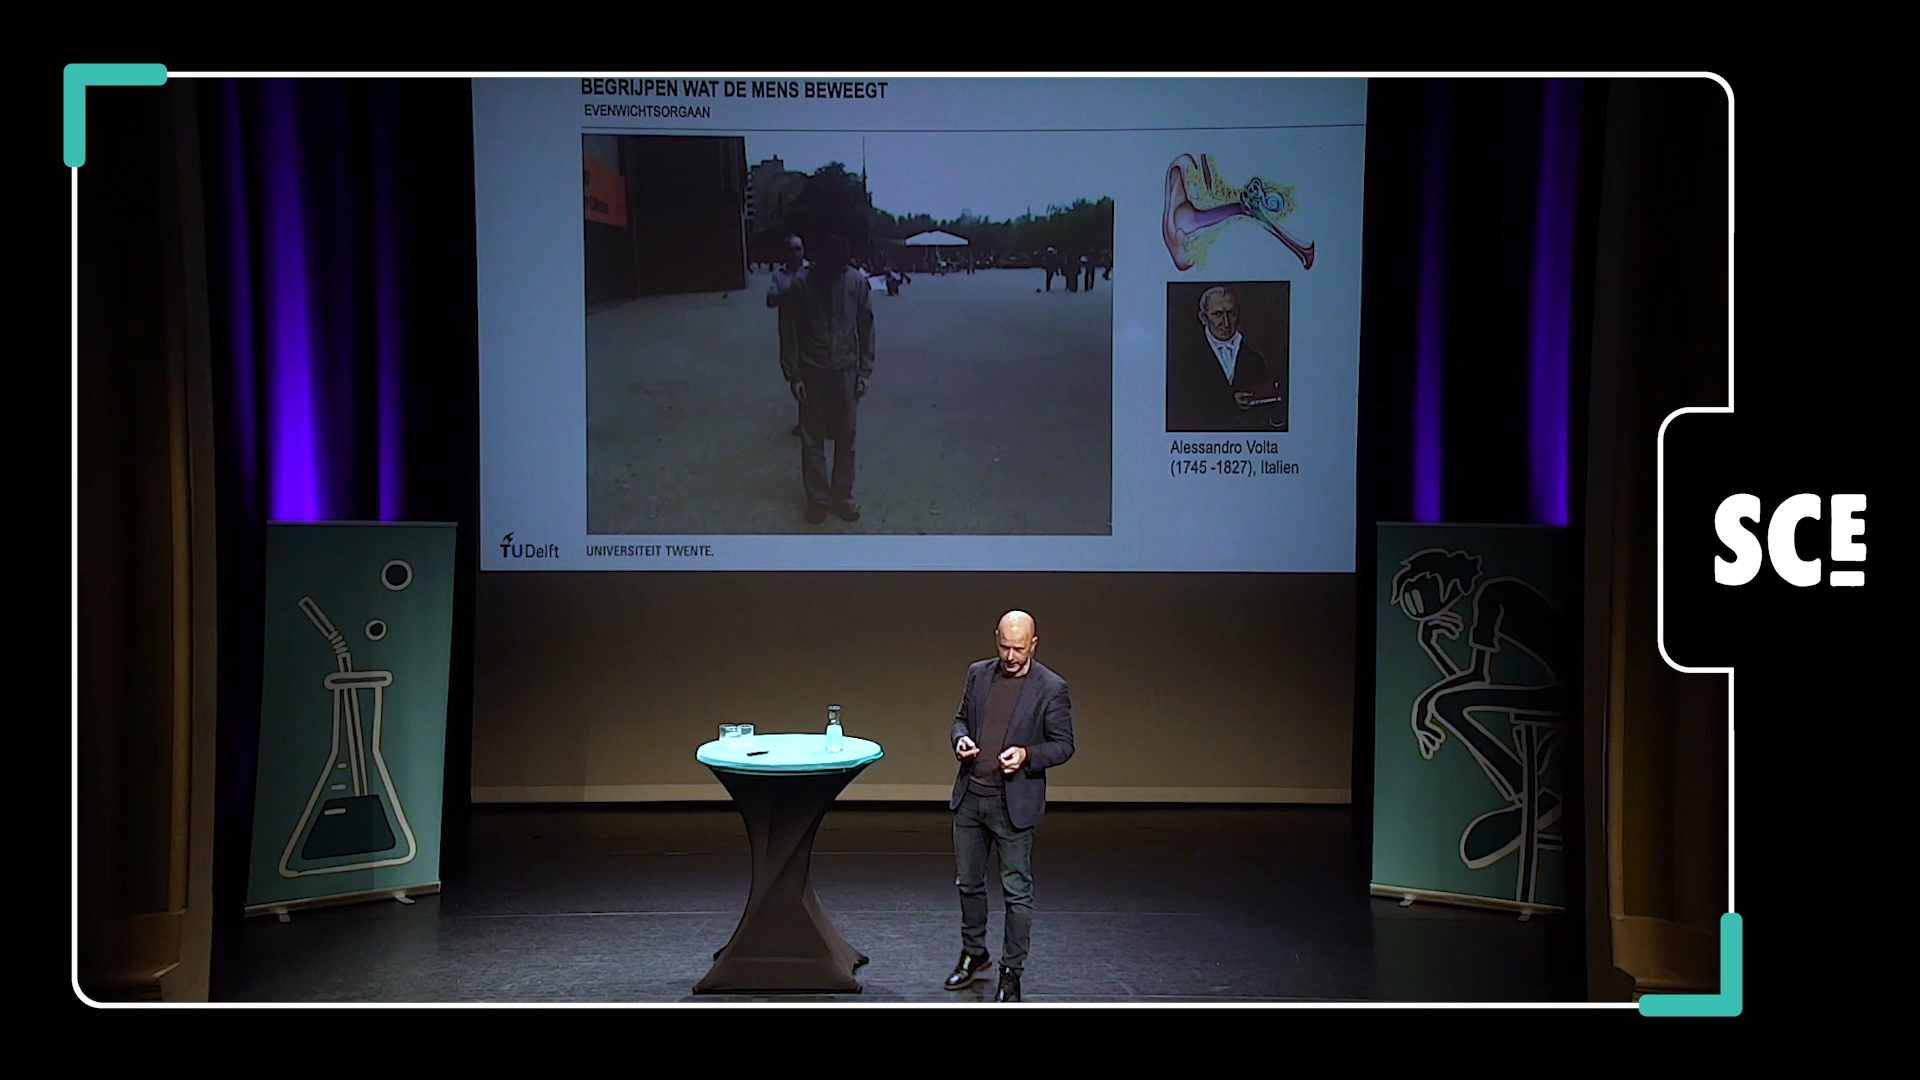 BEGRIJPEN WAT DE MENS BEWEEGT
EVENWICHTSORGAAN
Alessandro Volta
(1745 -1827), Italien
TU Delft
UNIVERSITEIT TWENTE.
SCE